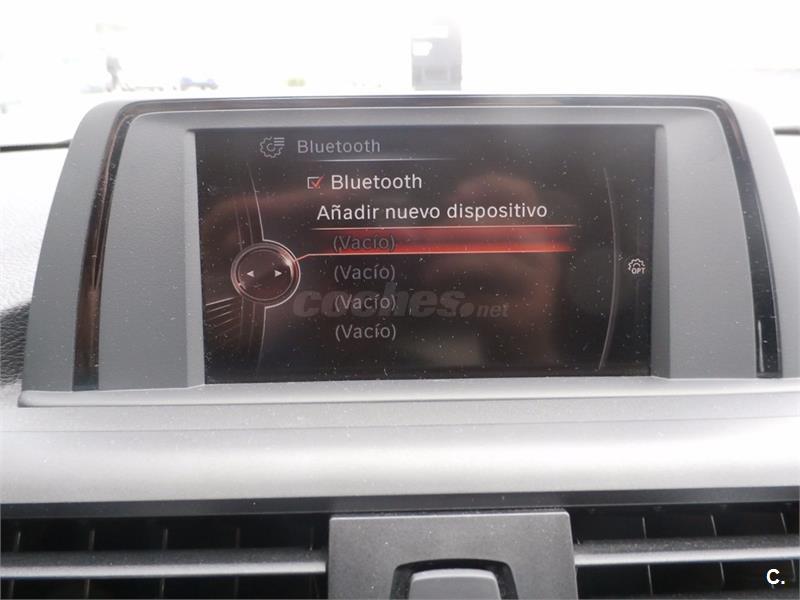 Bluetooth
Bluetooth
Añadir nuevo dispositivo
(Vacío)
(Vacío)
(Vacío)
(Vacío)
OPT
coches.net
C.